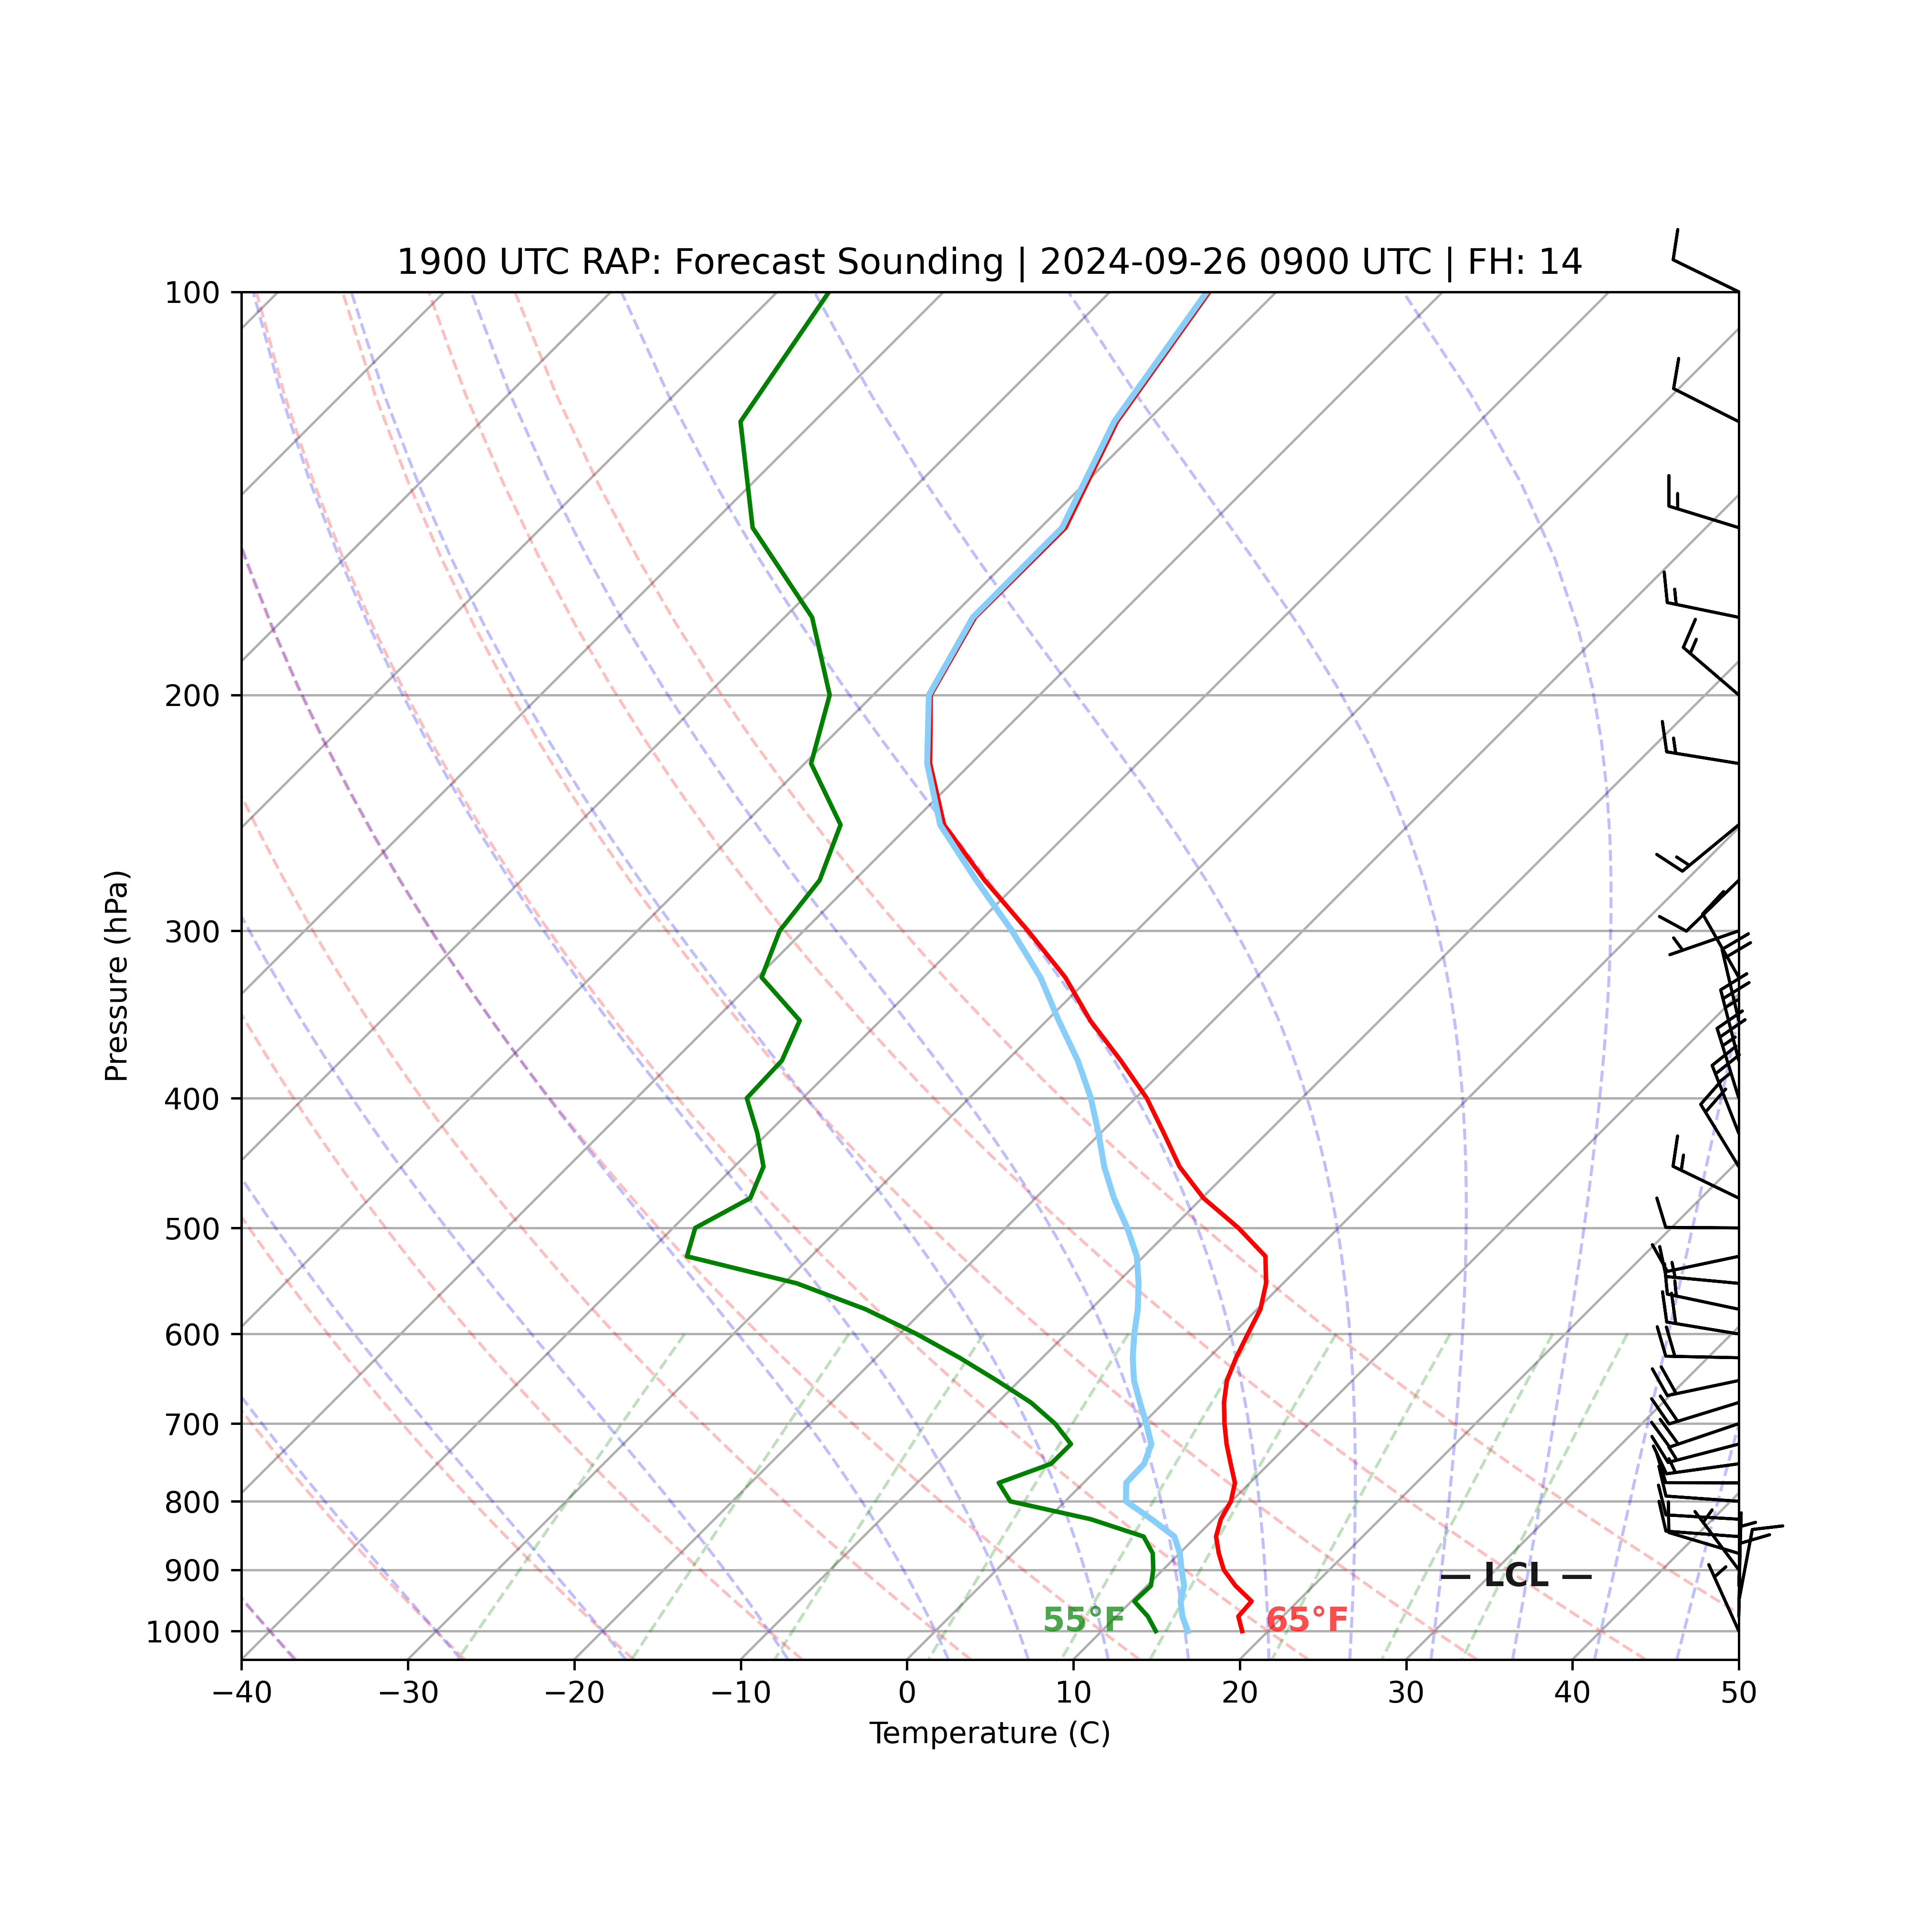 1900 UTC RAP: Forecast Sounding | 2024-09-26 0900 UTC | FH: 14
100
200
300
400
500
600
700
800
900
1000
Pressure (hPa)
— LCL —
55°F 65°F
−40 −30 −20 −10 0 10 20 30 40 50
Temperature (C)